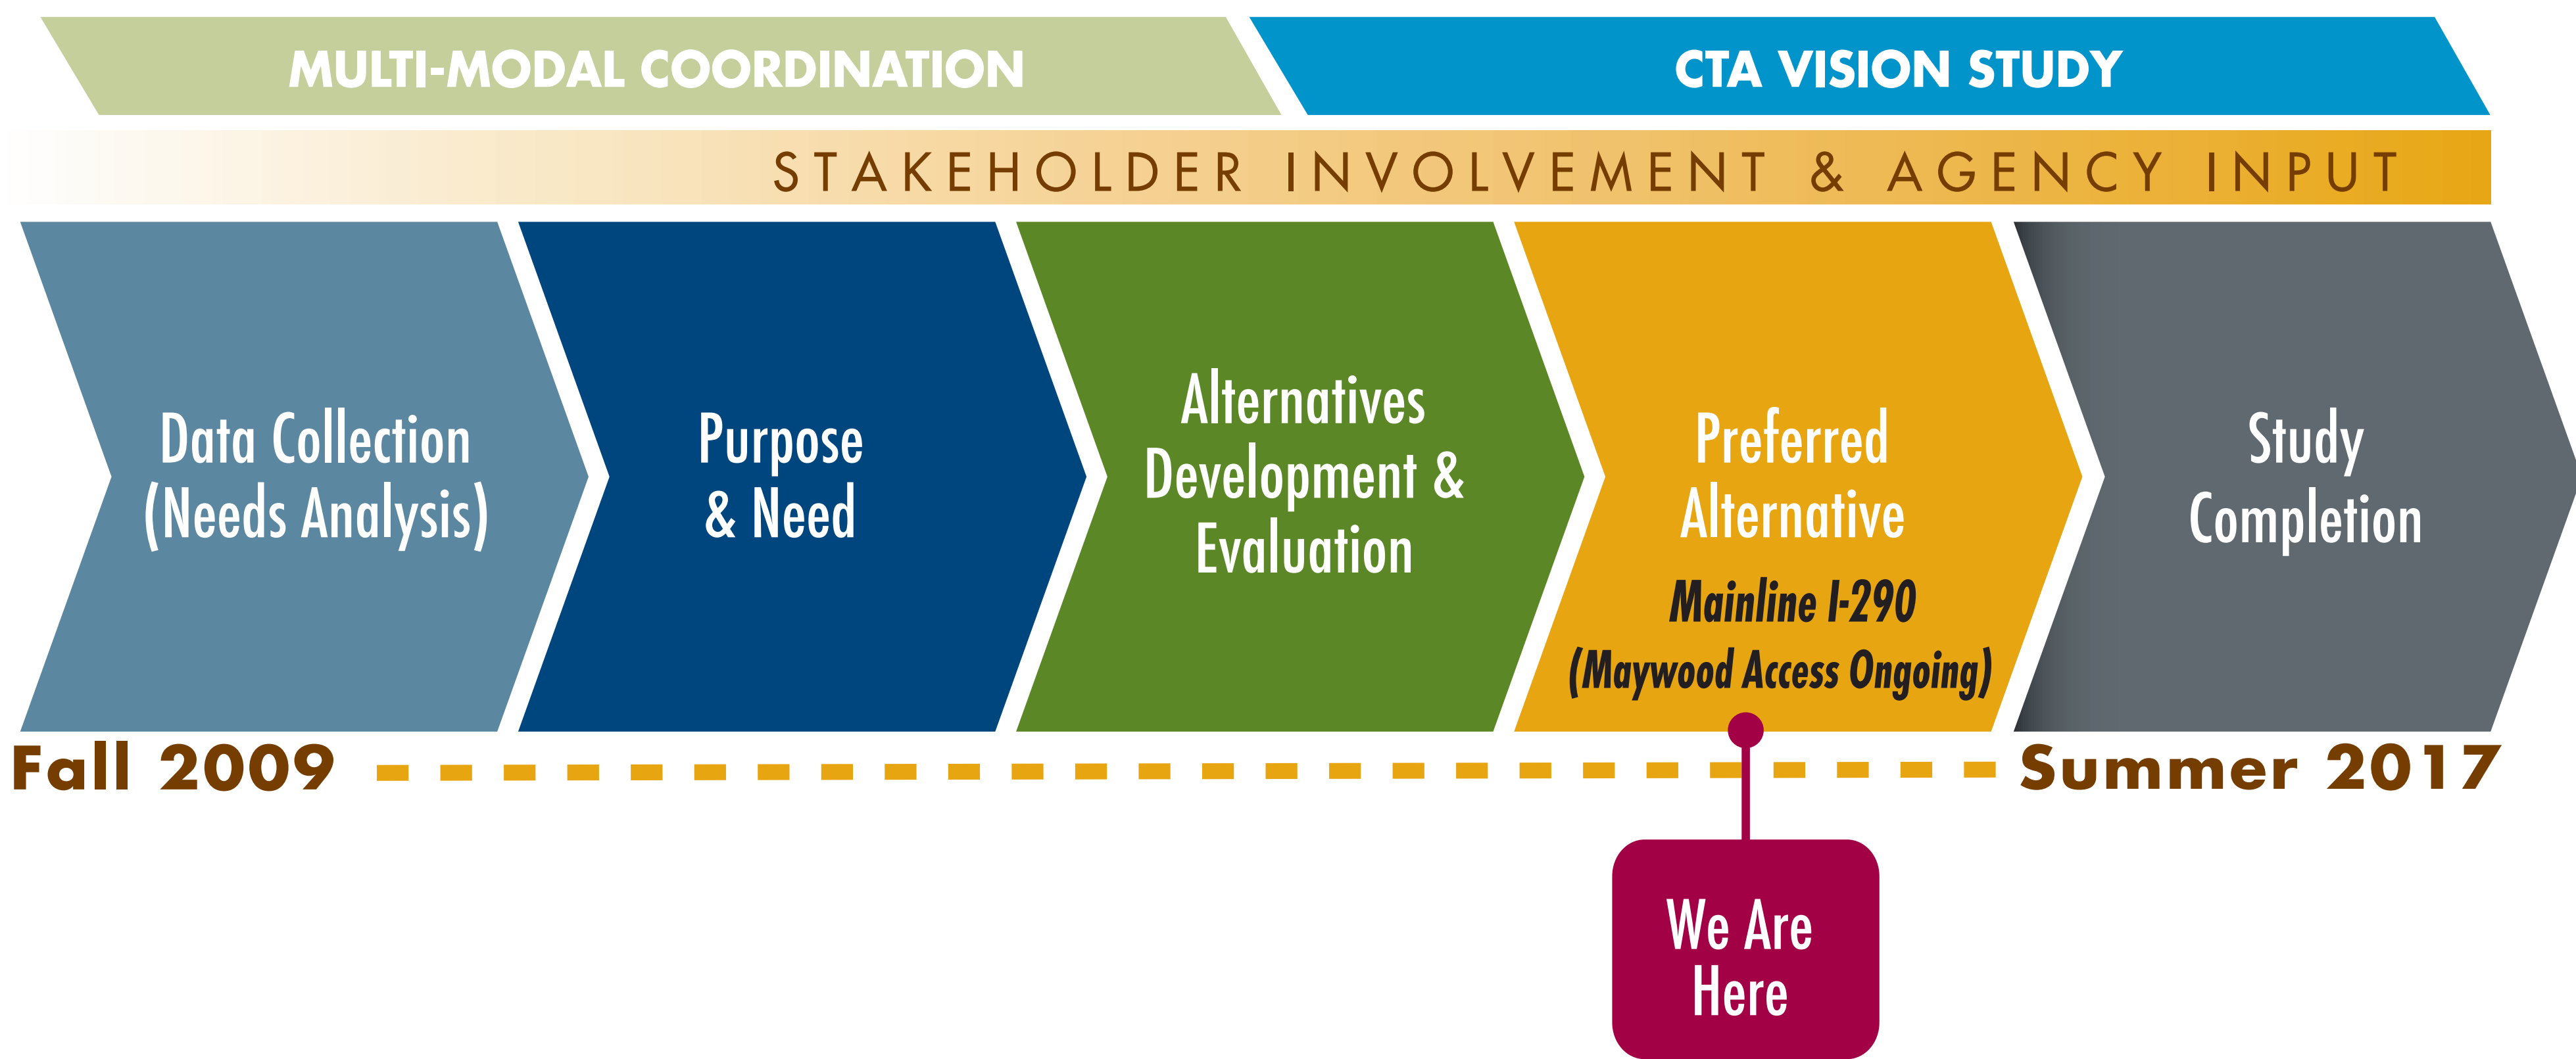 MULTI-MODAL COORDINATION
CTA VISION STUDY
STAKEHOLDER INVOLVEMENT & AGENCY INPUT
Data Collection
(Needs Analysis)
Purpose
& Need
Alternatives
Development &
Evaluation
Preferred
Alternative
Mainline I-290
(Maywood Access Ongoing)
Study
Completion
Fall 2009
Summer 2017
We Are
Here